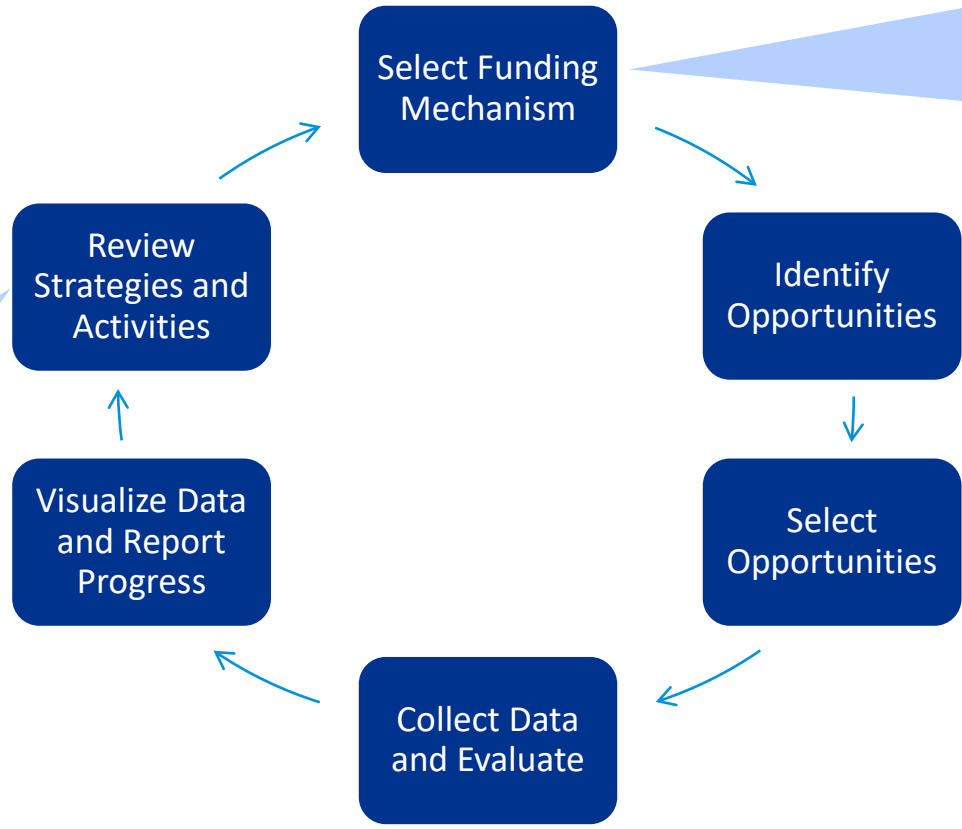 Select Funding
Mechanism
Identify
Opportunities
Select
Opportunities
Collect Data
and Evaluate
Visualize Data
and Report
Progress
Review
Strategies and
Activities